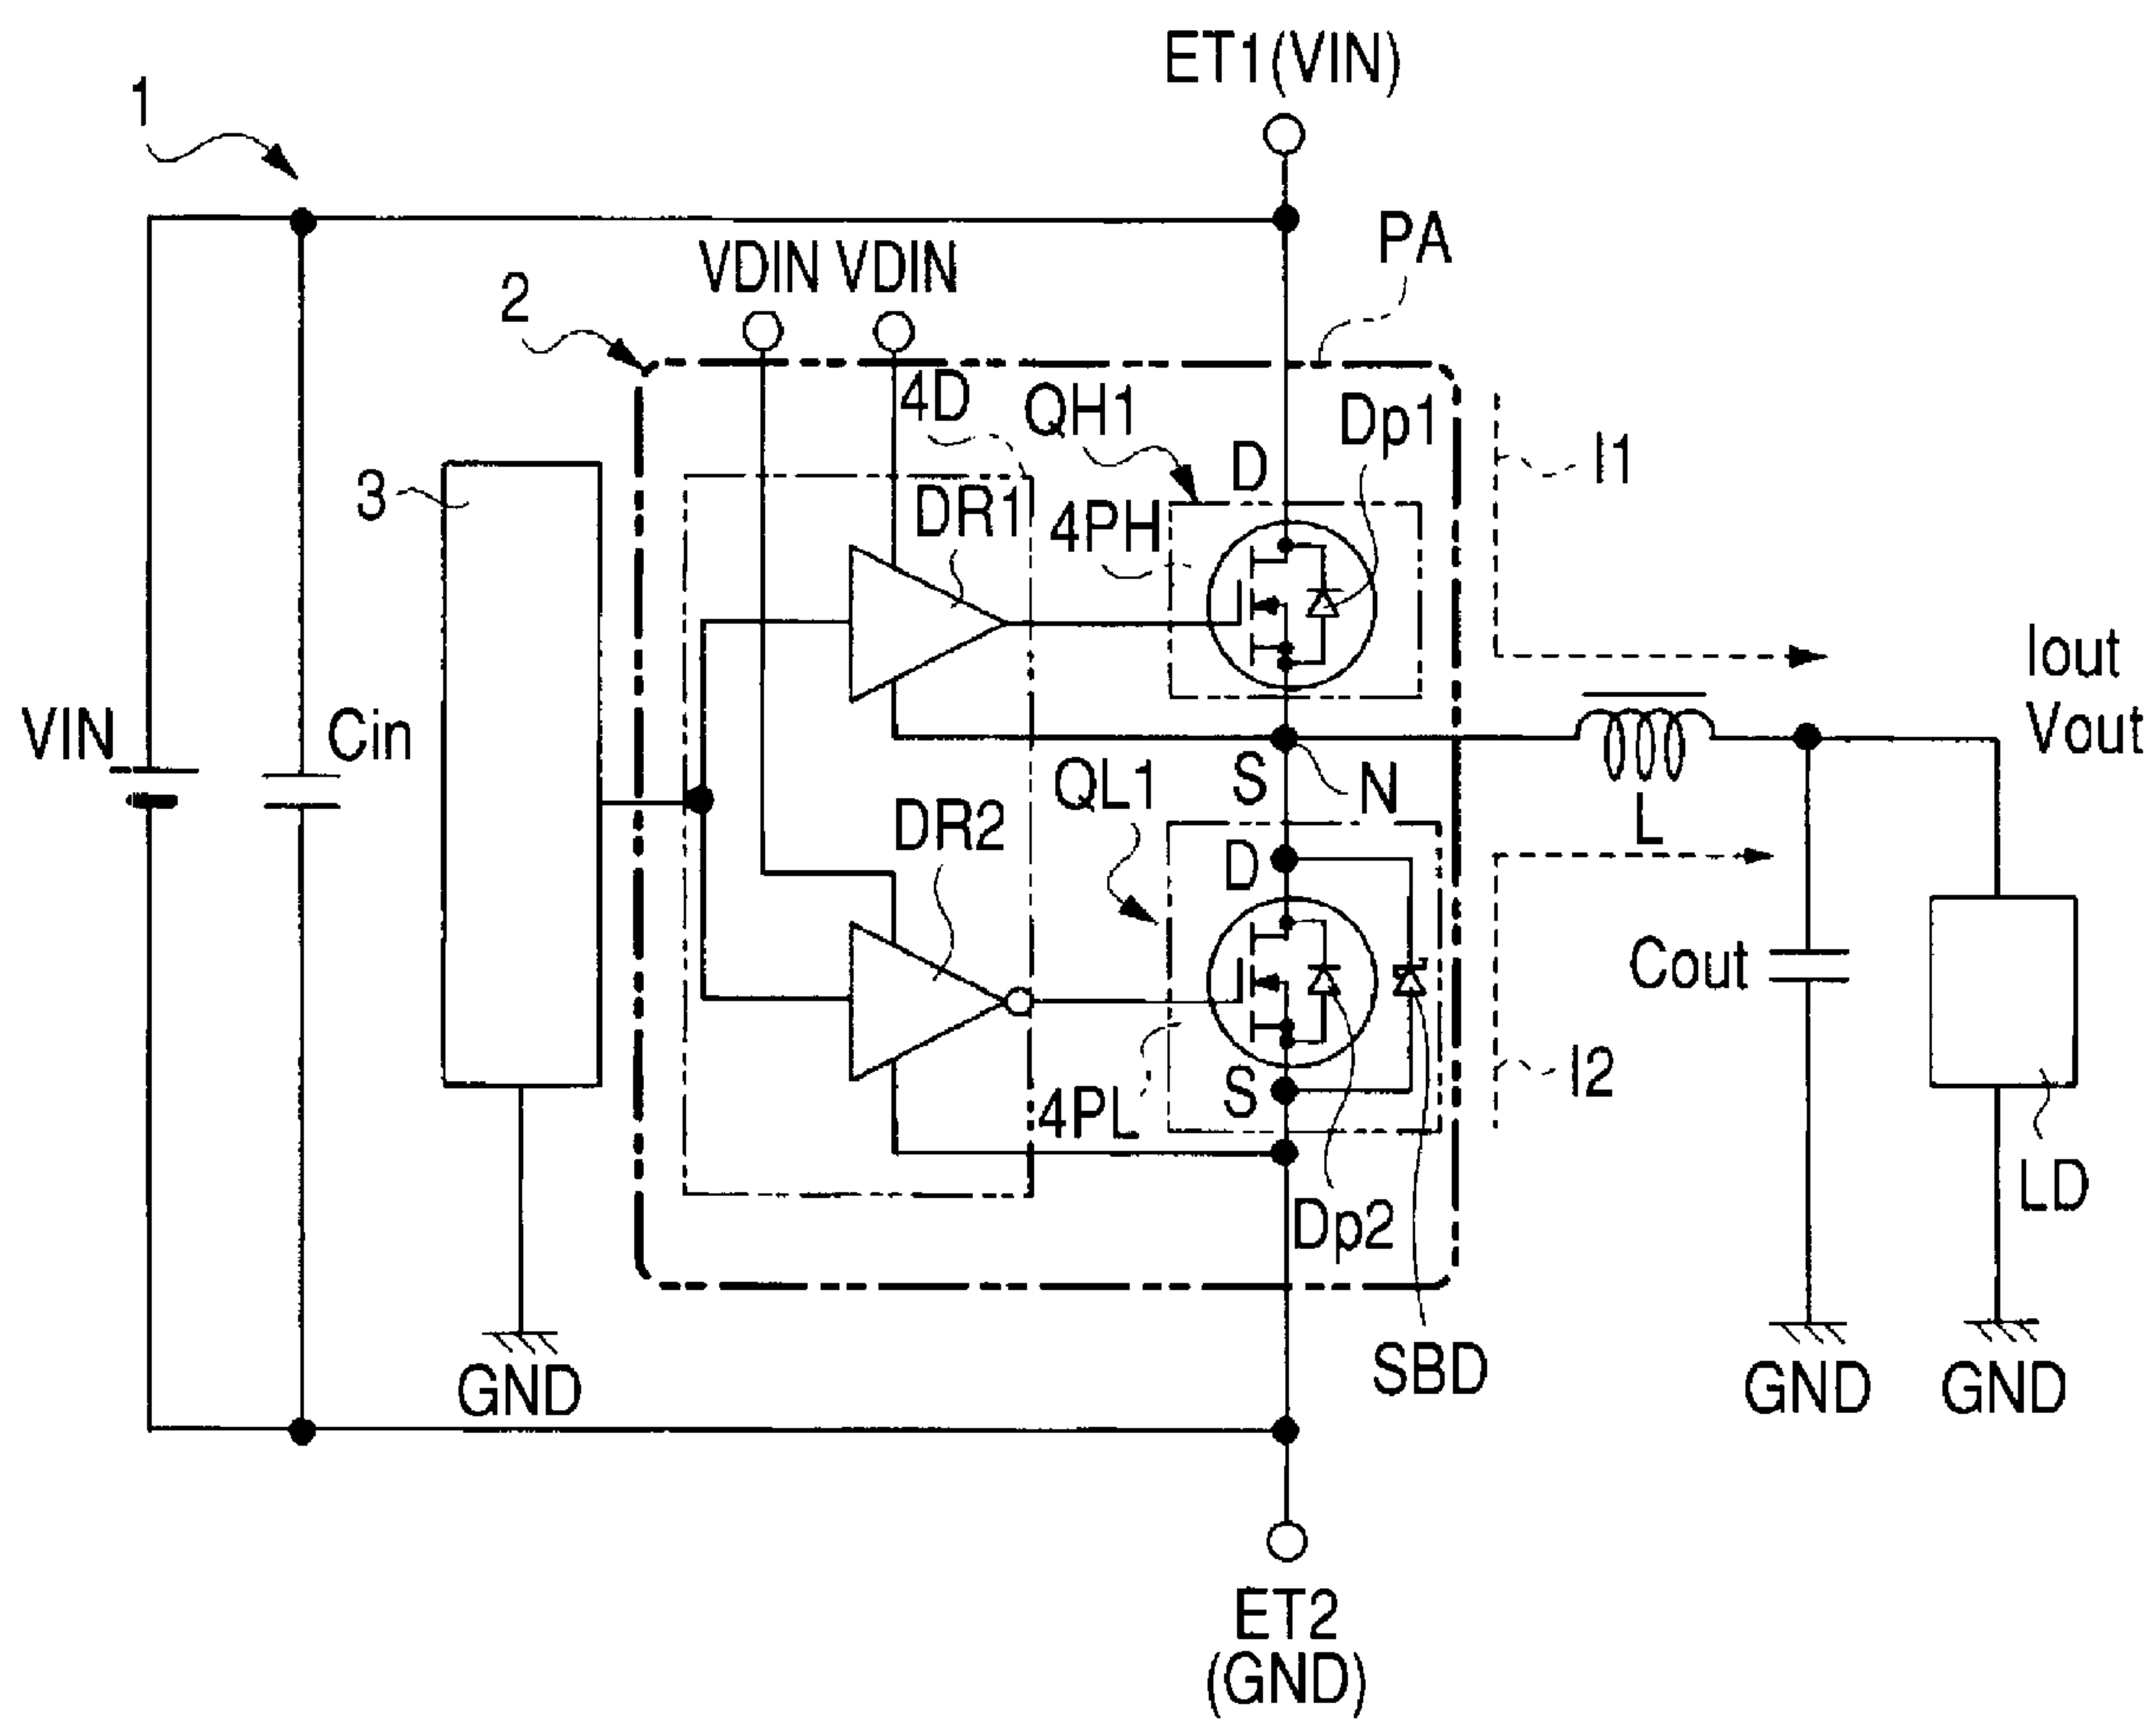 ET1(VIN)
1
PA
VDIN VDIN
2
4D
QH1
Dp1
D
I1
3
DR1
4PH
Iout
VIN
Cin
Vout
S
N
QL1
L
DR2
D
Cout
I2
S
4PL
LD
Dp2
SBD
GND
GND
GND
ET2
(GND)